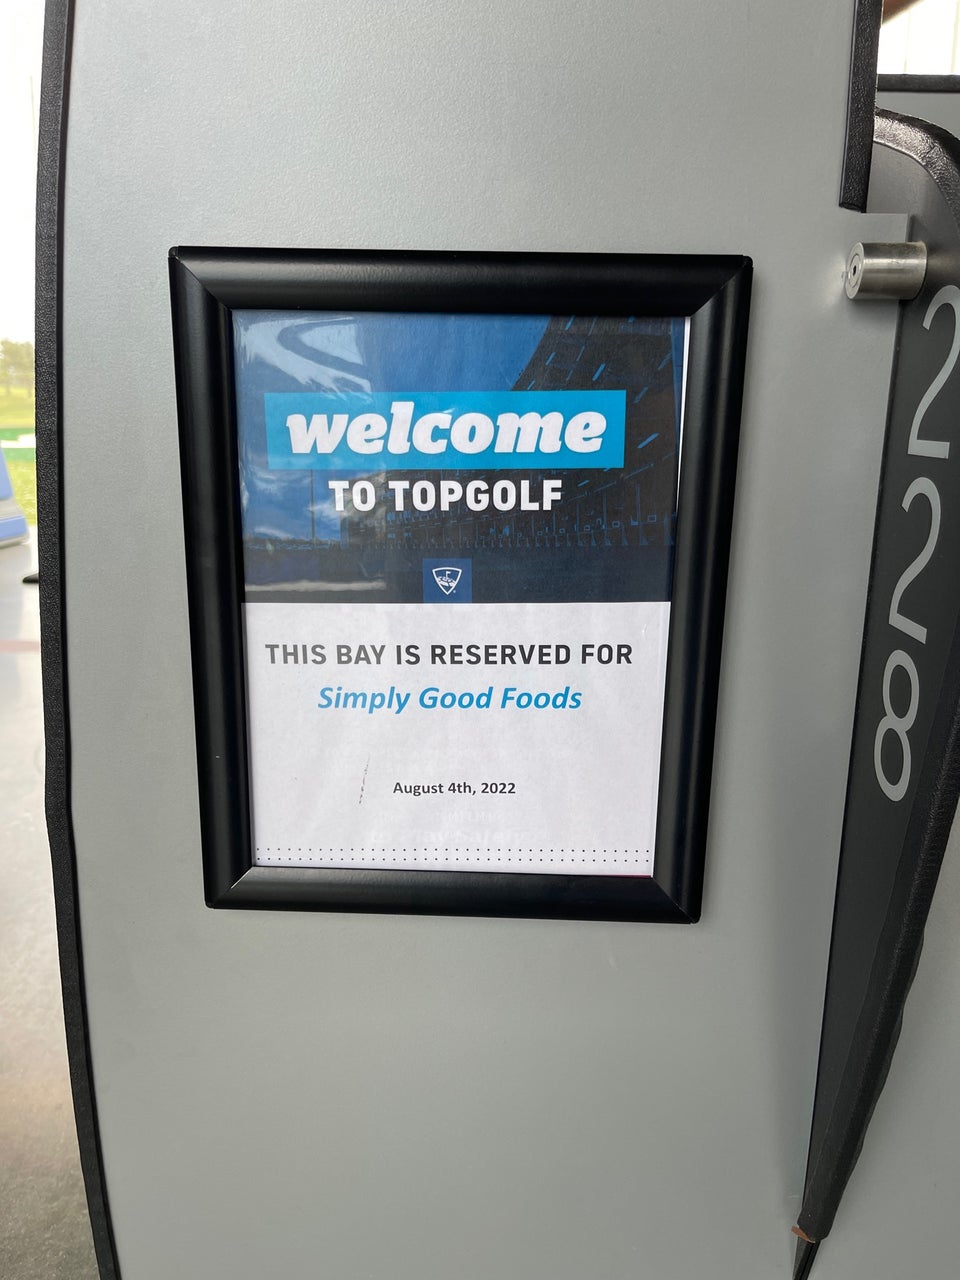 welcome
TO TOPGOLF
THIS BAY IS RESERVED FOR
Simply Good Foods
August 4th, 2022
228